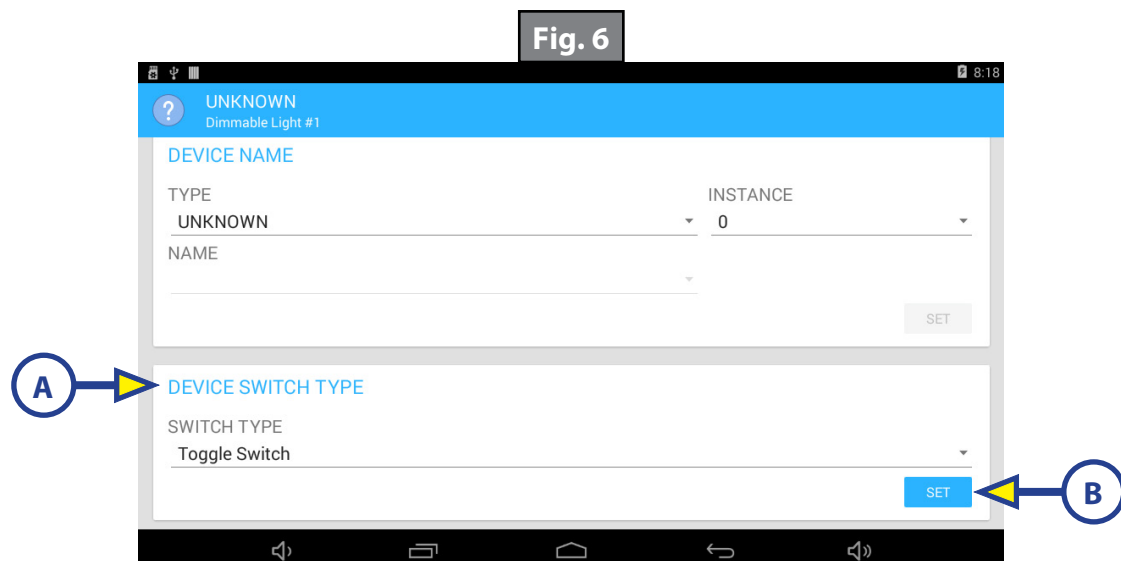 Fig. 6
8:18
?
UNKNOWN
Dimmable Light #1
DEVICE NAME
TYPE
INSTANCE
UNKNOWN
0
NAME
SET
A
DEVICE SWITCH TYPE
SWITCH TYPE
Toggle Switch
SET
B